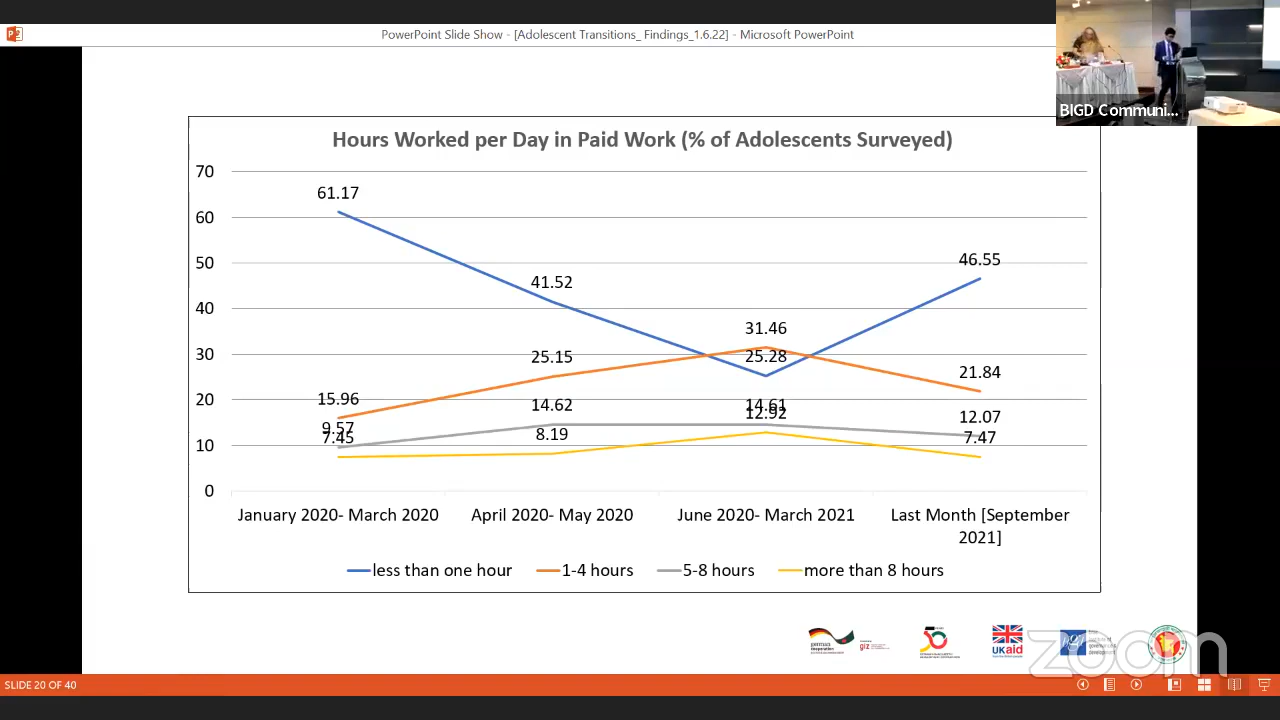 PowerPoint Slide Show - [Adolescent Transitions_ Findings_1.6.22] - Microsoft PowerPoint
BIGD Communi...
Hours Worked per Day in Paid Work (% of Adolescents Surveyed)
70
60
50
40
30
20
10
0
61.17
41.52
25.28
46.55
15.96
25.15
31.46
21.84
9.57
14.62
14.61
12.07
7.45
8.19
12.92
7.47
January 2020- March 2020
April 2020- May 2020
June 2020- March 2021
Last Month [September
2021]
less than one hour
1-4 hours
5-8 hours
more than 8 hours
german
cooperation
giz
50
UKaid
zoom
SLIDE 20 OF 40